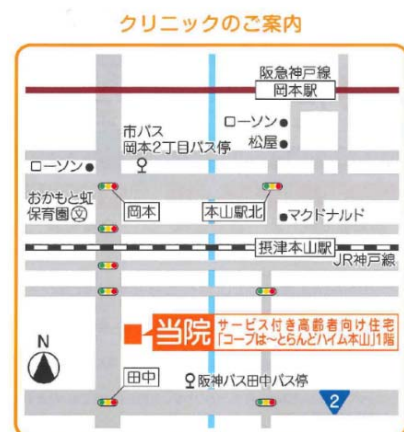 クリニックのご案内
阪急神戸線
岡本駅
ローソン
松屋
市バス
岡本2丁目バス停
ローソン
岡本
本山駅北
おかもと虹
保育園
文
マクドナルド
摂津本山駅
JR神戸線
当院
サービス付き高齢者向け住宅
「コープは～とらんどハイム本山」1階
N
田中
阪神バス田中バス停
2